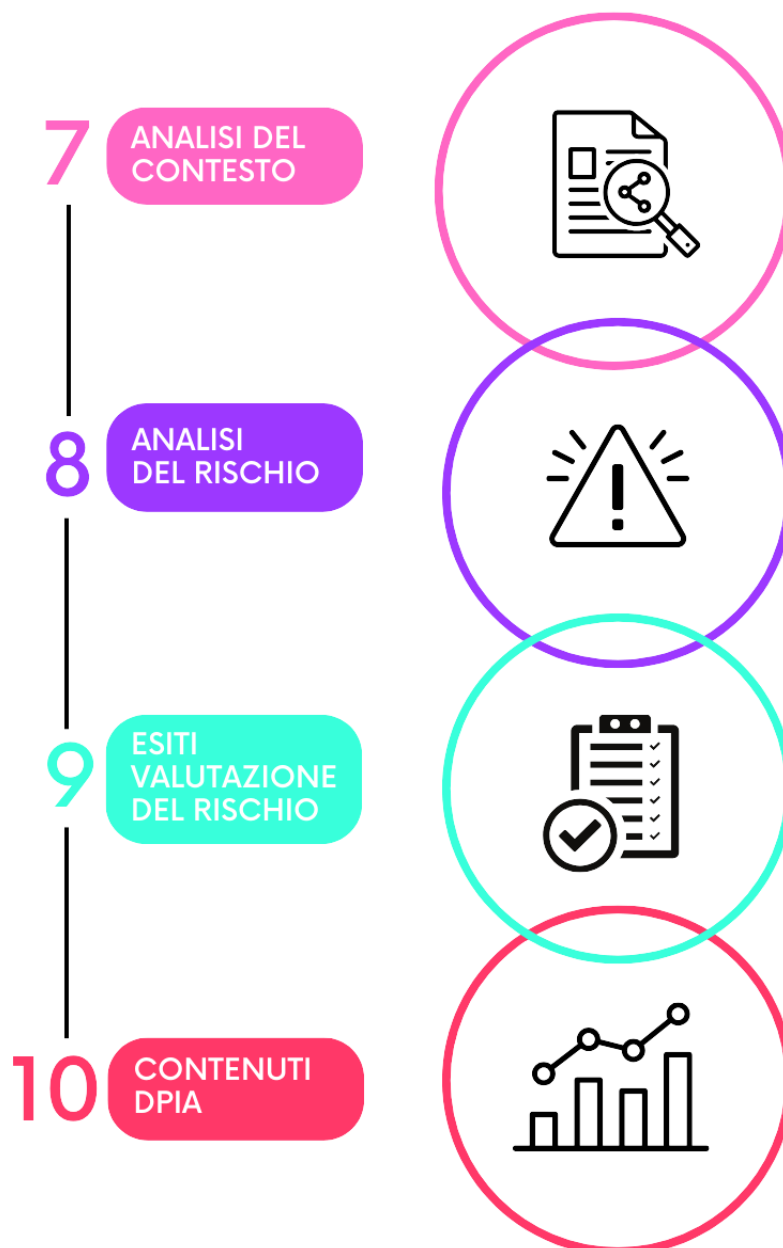 7
ANALISI DEL
CONTESTO
8
ANALISI
DEL RISCHIO
9
ESITI
VALUTAZIONE
DEL RISCHIO
10
CONTENUTI
DPIA